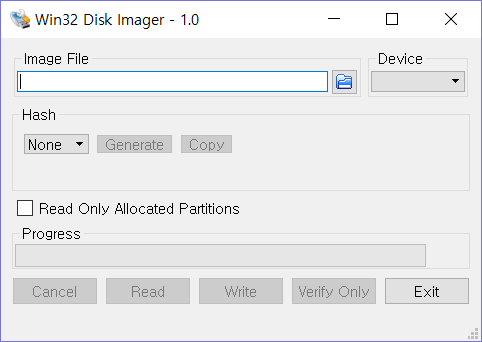 Win32 Disk Imager - 1.0
Image File
Device
Hash
None Generate Copy
Read Only Allocated Partitions
Progress
Cancel Read Write Verify Only Exit